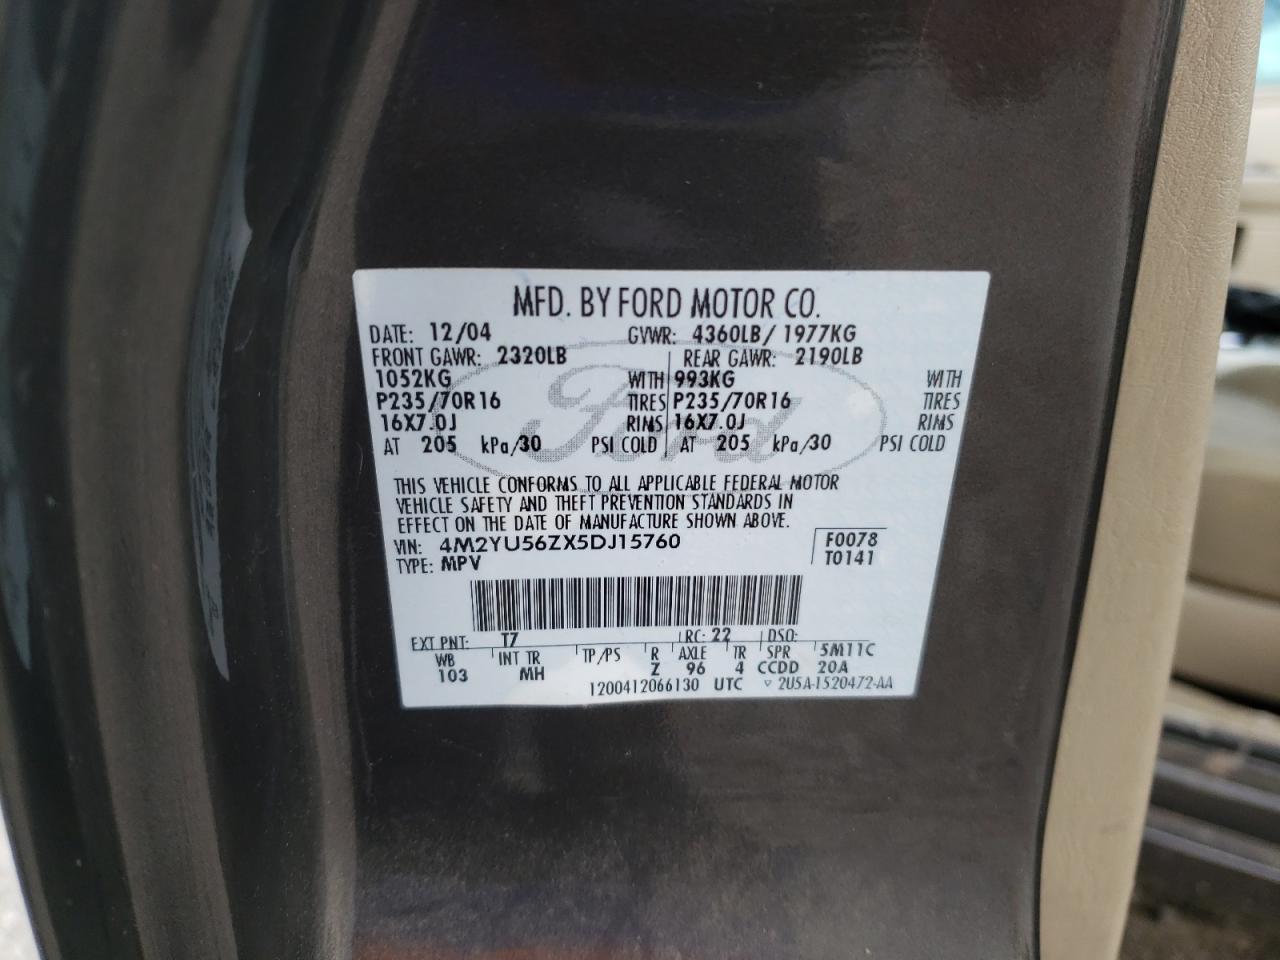 MFD. BY FORD MOTOR CO.
DATE: 12/04 GVWR: 4360LB/ 1977KG
FRONT GAWR: 2320LB REAR GAWR: 2190LB
1052KG WITH 993KG WITH
P235/70R16 TIRES P235/70R16 TIRES
16X7.0J RIMS 16X7.0J RIMS
AT 205 kPa/30 PSI COLD AT 205 kPa/30 PSI COLD
Ford
THIS VEHICLE CONFORMS TO ALL APPLICABLE FEDERAL MOTOR
VEHICLE SAFETY AND THEFT PREVENTION STANDARDS IN
EFFECT ON THE DATE OF MANUFACTURE SHOWN ABOVE.
VIN: 4M2YU56ZX5DJ15760 F0078
TYPE: MPV T0141
EXT PNT: T7 RC: 22 DSO:
WB INT TR TP/PS R AXLE TR SPR 5M11C
103 MH Z 96 4 CCDD 20A
1200412066130 UTC ▽ 2U5A-1520472-AA